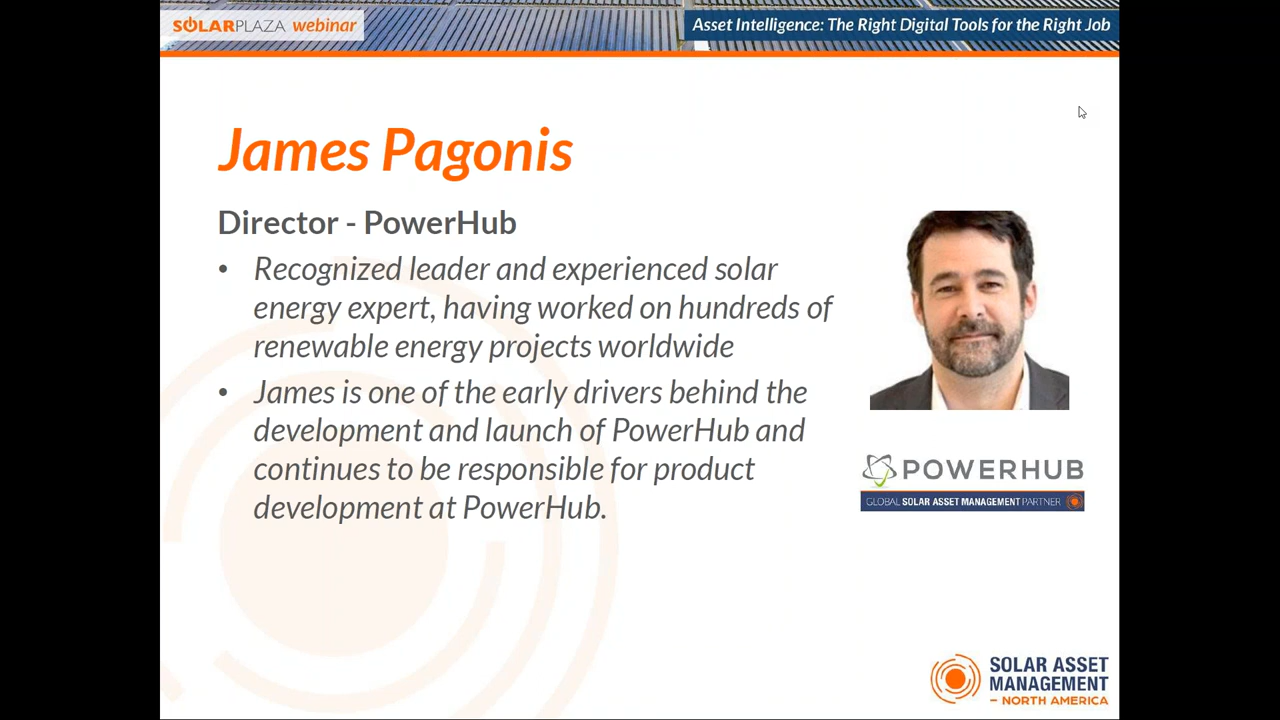 SOLARPLAZA webinar
Asset Intelligence: The Right Digital Tools for the Right Job
James Pagonis
Director - PowerHub
• Recognized leader and experienced solar
energy expert, having worked on hundreds of
renewable energy projects worldwide
• James is one of the early drivers behind the
development and launch of PowerHub and
continues to be responsible for product
development at PowerHub.
POWERHUB
GLOBAL SOLAR ASSET MANAGEMENT PARTNER
SOLAR ASSET
MANAGEMENT
– NORTH AMERICA